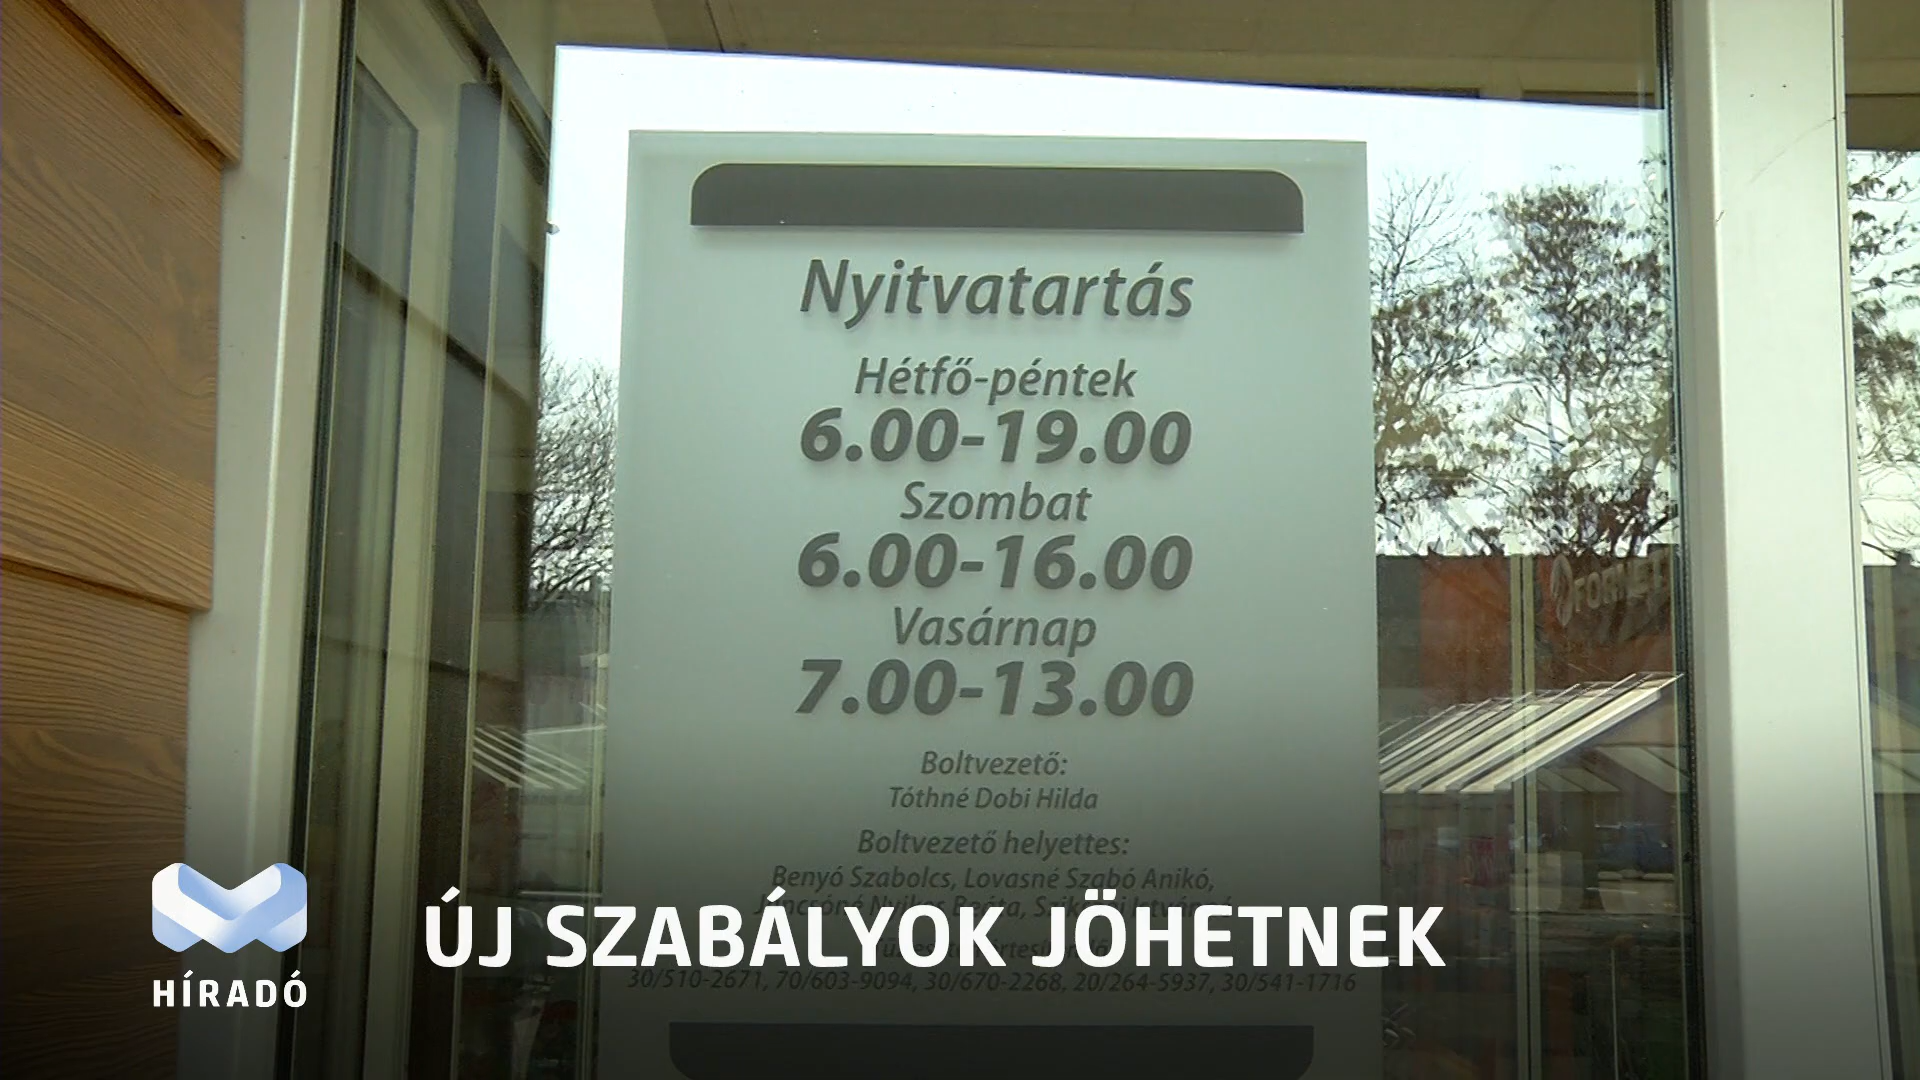 Nyitvatartás
Hétfő-péntek
6.00-19.00
Szombat
6.00-16.00
Vasárnap
7.00-13.00
FORNETTI
Boltvezető:
Tóthné Dobi Hilda
Boltvezető helyettes:
Benyó Szabolcs, Lovasné Szabó Anikó,
ÚJ SZABÁLYOK JÖHETNEK
HÍRADÓ
30/510-2671, 70/603-9094, 30/670-2268, 20/264-5937, 30/541-1716